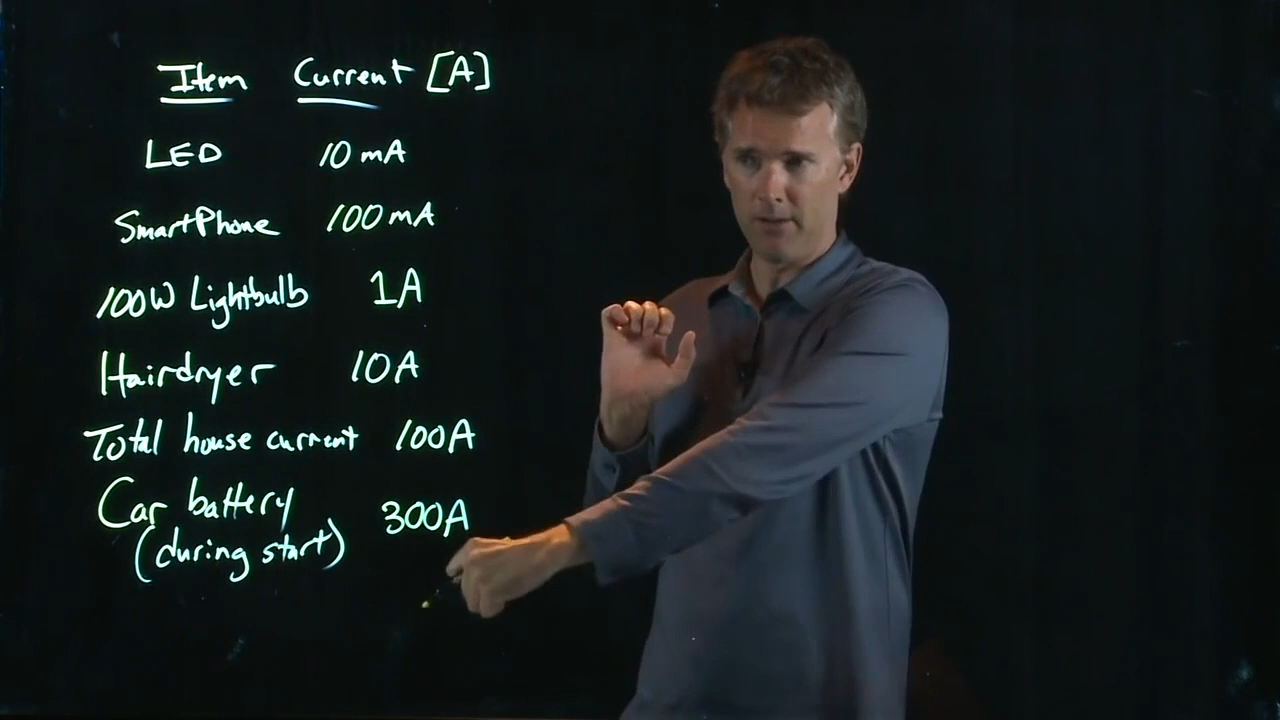 Item Current [A]
LED 10 mA
SmartPhone 100 mA
100W Lightbulb 1A
Hairdryer 10A
Total house current 100A
Car battery
(during start) 300A